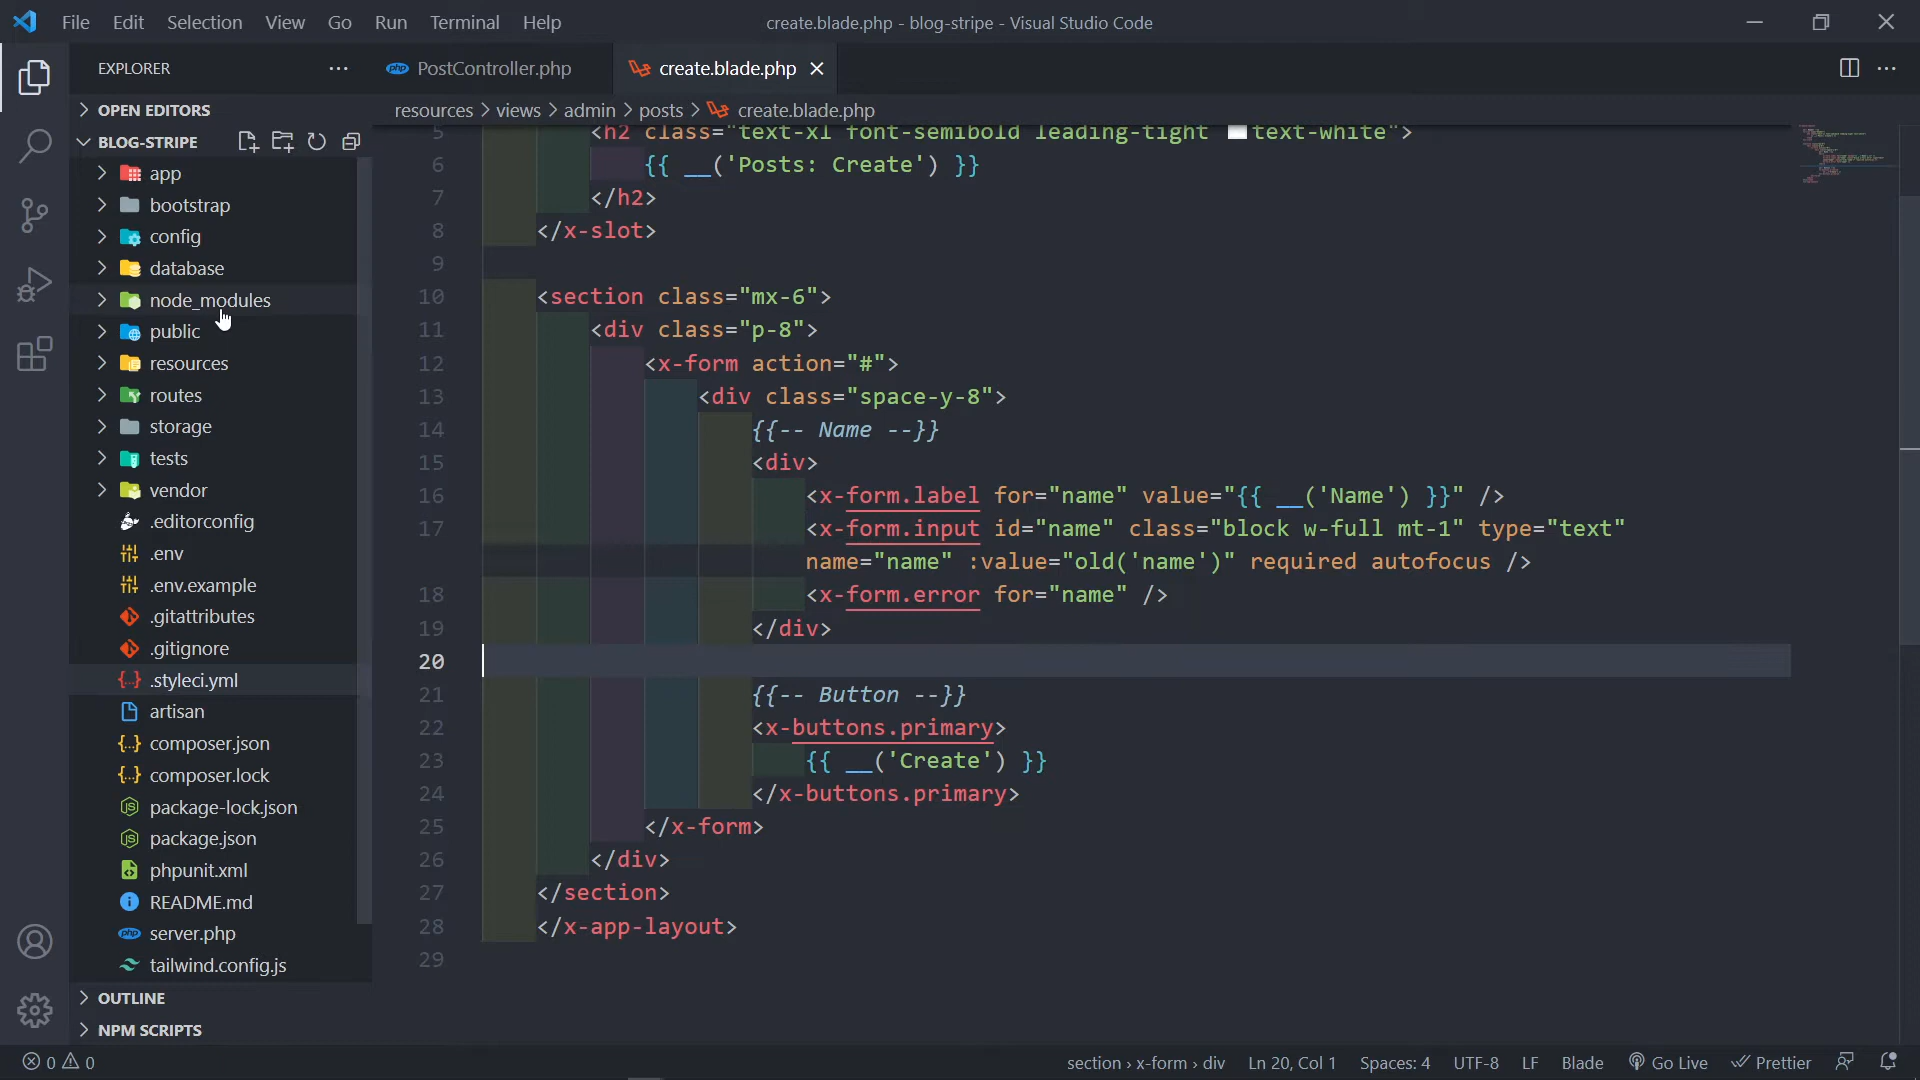 File Edit Selection View Go Run Terminal Help
create.blade.php - blog-stripe - Visual Studio Code
EXPLORER
PostController.php
create.blade.php
OPEN EDITORS
resources > views > admin > posts > create.blade.php
BLOG-STRIPE
app
bootstrap
config
database
node_modules
public
resources
routes
storage
tests
vendor
.editorconfig
.env
.env.example
.gitattributes
.gitignore
.styleci.yml
artisan
composer.json
composer.lock
package-lock.json
package.json
phpunit.xml
README.md
server.php
tailwind.config.js
OUTLINE
NPM SCRIPTS
5 <h2 class="text-xl font-semibold leading-tight text-white">
6 {{ __('Posts: Create') }}
7 </h2>
8 </x-slot>
9
10 <section class="mx-6">
11 <div class="p-8">
12 <x-form action="#">
13 <div class="space-y-8">
14 {{-- Name --}}
15 <div>
16 <x-form.label for="name" value="{{ __('Name') }}" />
17 <x-form.input id="name" class="block w-full mt-1" type="text"
name="name" :value="old('name')" required autofocus />
18 <x-form.error for="name" />
19 </div>
20
21 {{-- Button --}}
22 <x-buttons.primary>
23 {{ __('Create') }}
24 </x-buttons.primary>
25 </x-form>
26 </div>
27 </section>
28 </x-app-layout>
29
0 0
section > x-form > div
Ln 20, Col 1
Spaces: 4
UTF-8
LF
Blade
Go Live
Prettier